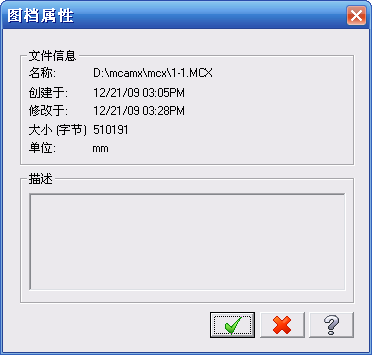 图档属性
文件信息
名称: D:\mcamx\mcx\1-1.MCX
创建于: 12/21/09 03:05PM
修改于: 12/21/09 03:28PM
大小 (字节) 510191
单位: mm
描述